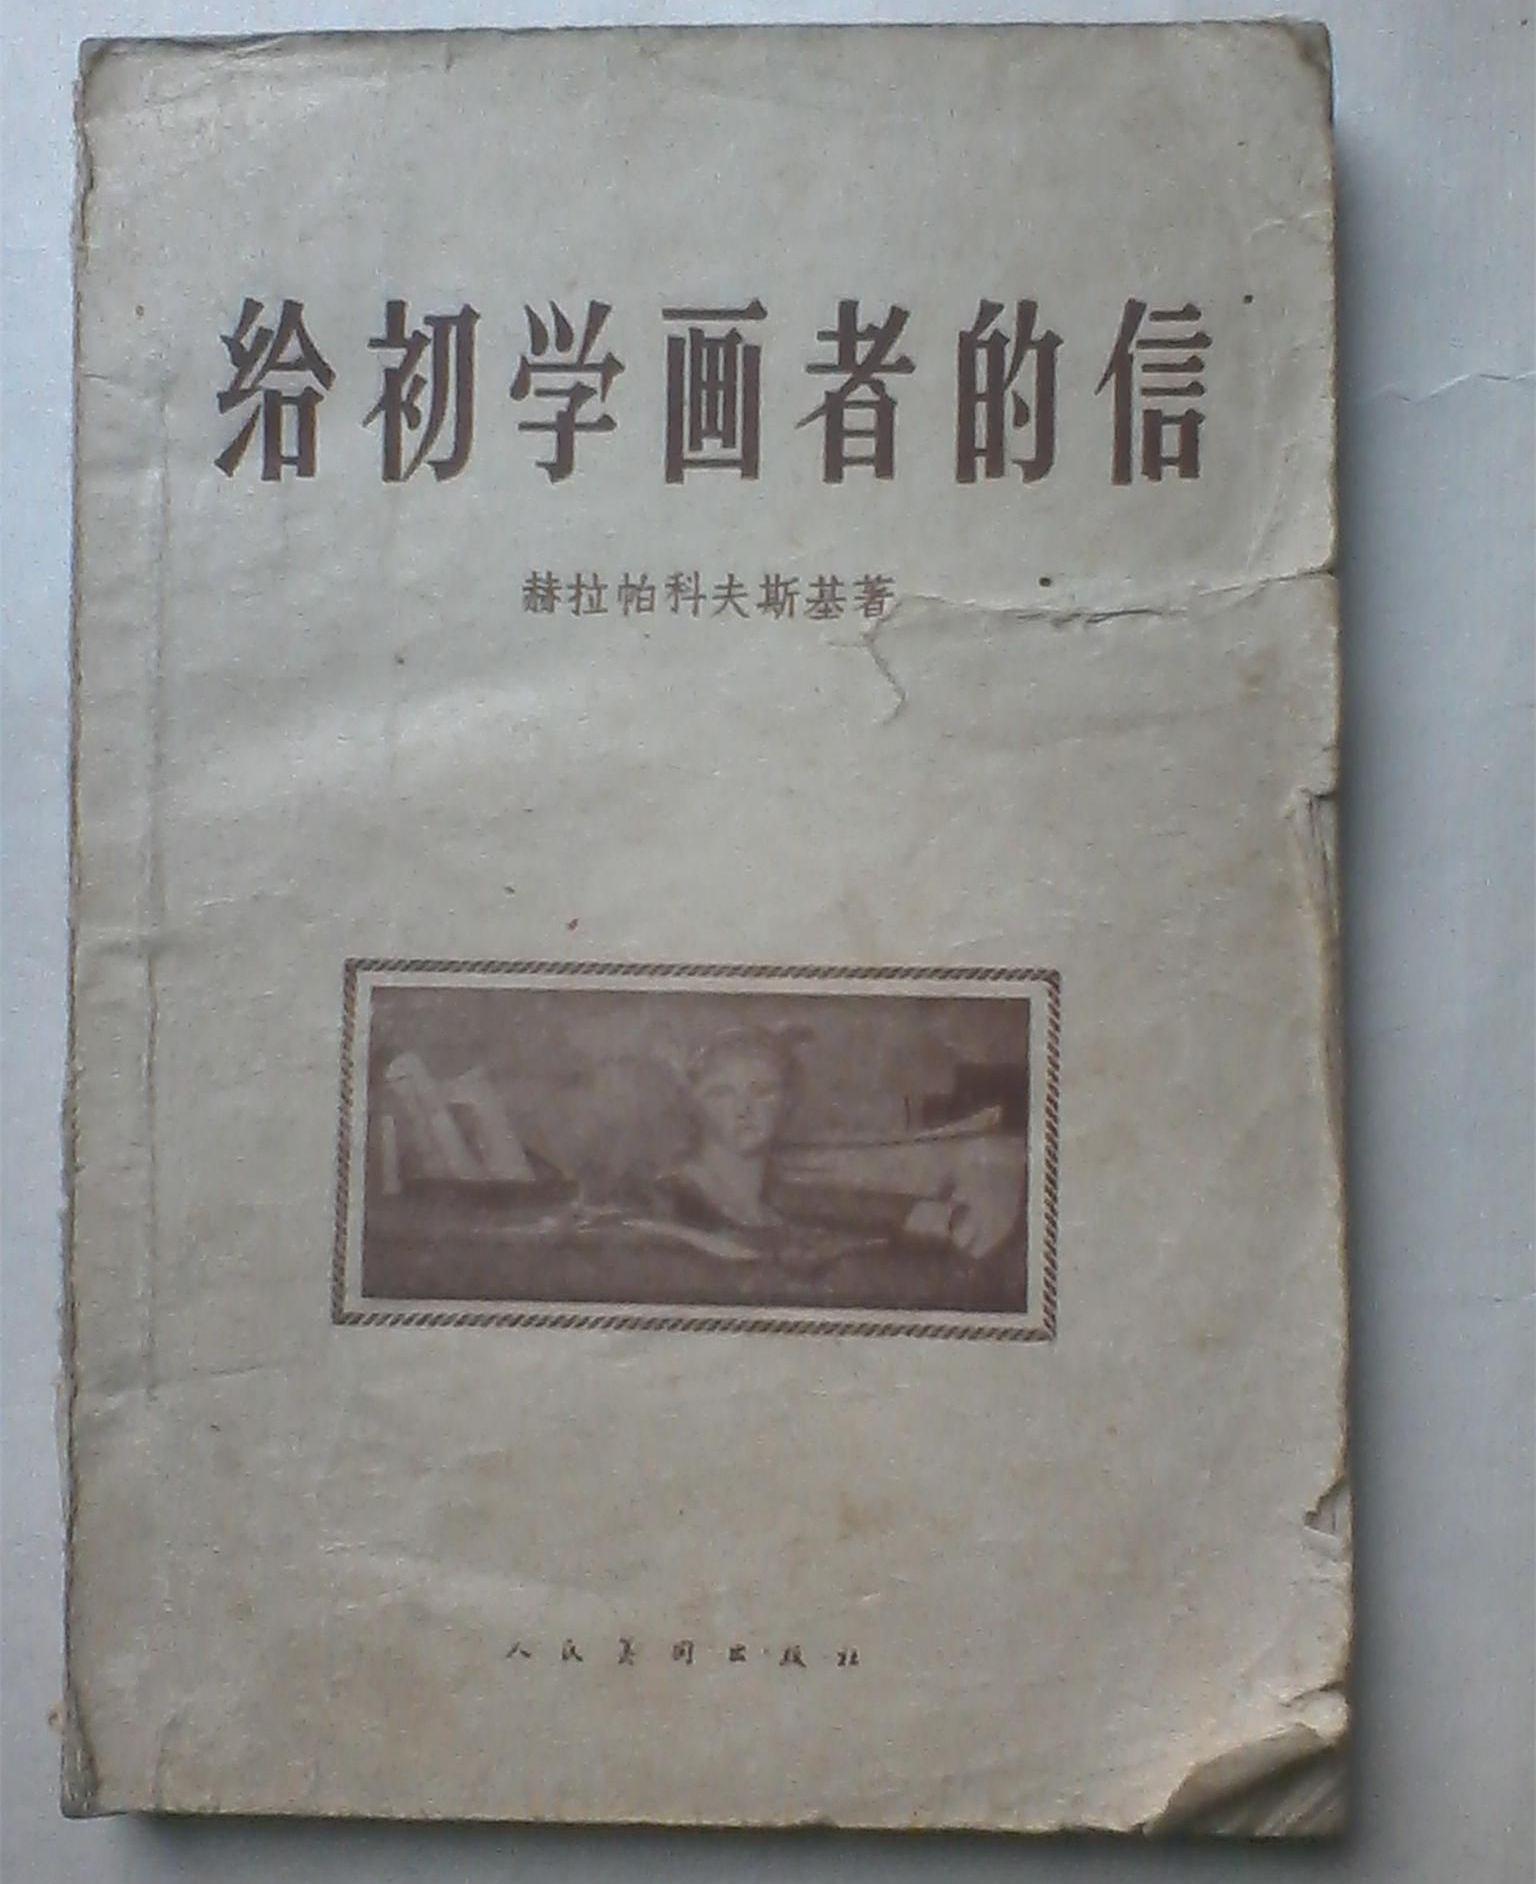 给初学画者的信
赫拉帕科夫斯基著
人民美术出版社